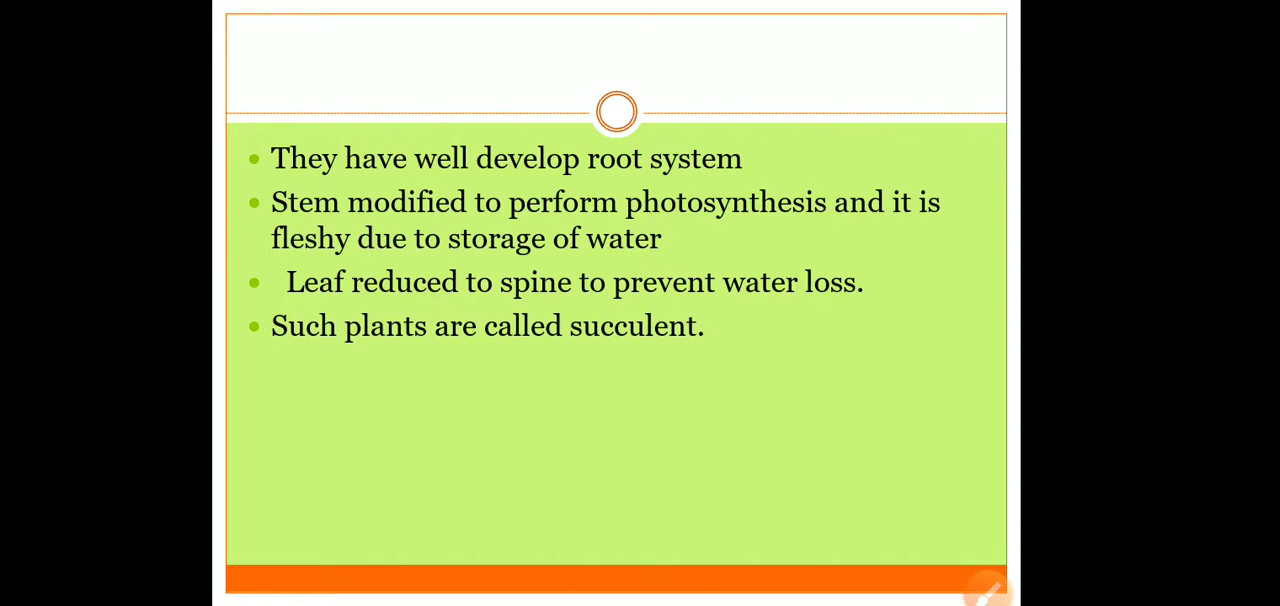 They have well develop root system
Stem modified to perform photosynthesis and it is
fleshy due to storage of water
Leaf reduced to spine to prevent water loss.
Such plants are called succulent.